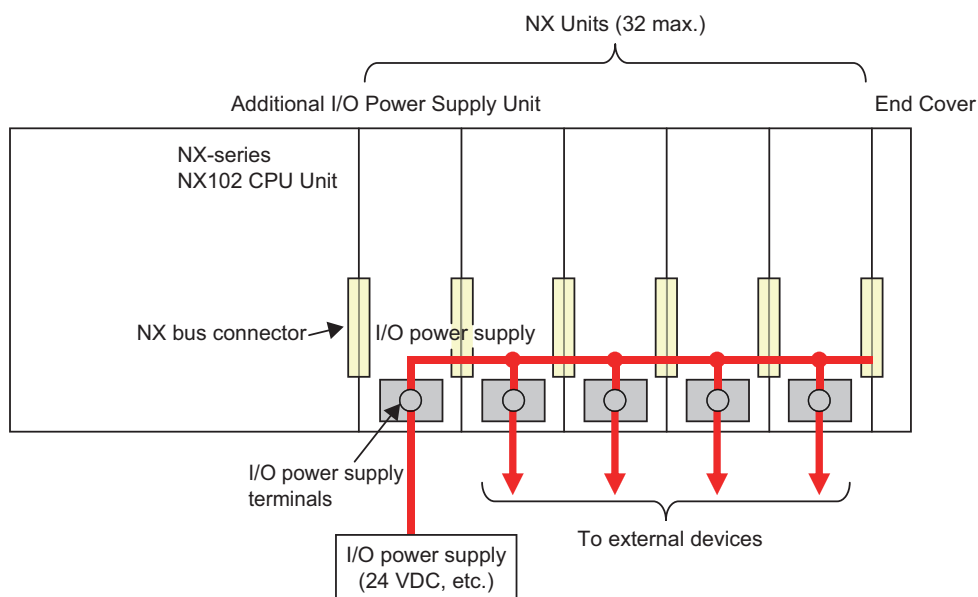 NX Units (32 max.)
Additional I/O Power Supply Unit
End Cover
NX-series
NX102 CPU Unit
NX bus connector
I/O power supply
I/O power supply
terminals
To external devices
I/O power supply
(24 VDC, etc.)